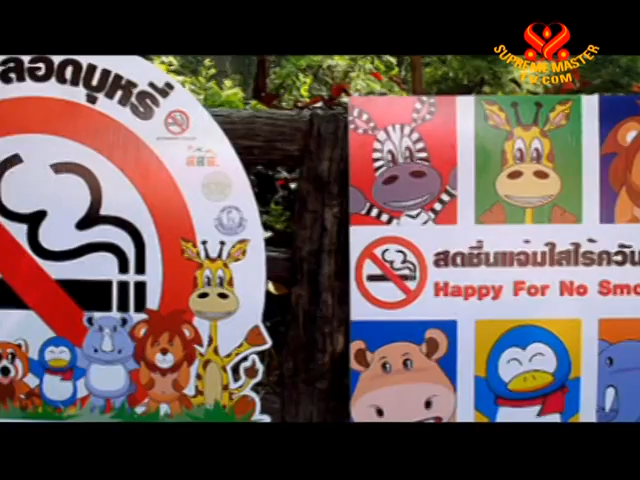 SUPREME MASTER
TV.COM
ลอดบุหรี่
สดชื่นแจ่มใสไร้ควัน
Happy For No Smo